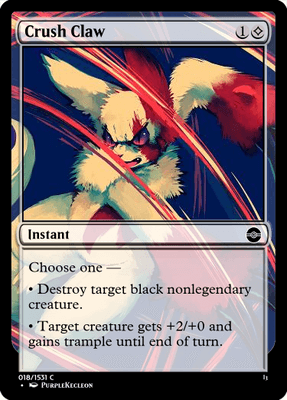 Crush Claw 1
Instant
Choose one —
• Destroy target black nonlegendary
creature.
• Target creature gets +2/+0 and
gains trample until end of turn.
018/1531 C
• PurpleKecleon